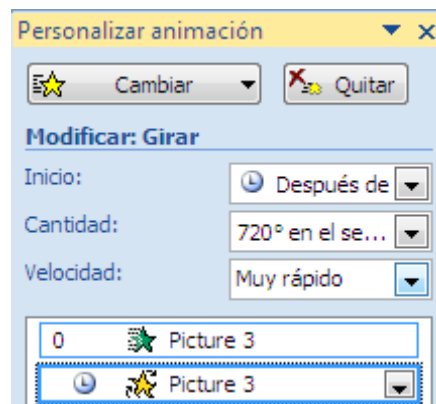 Personalizar animación
Cambiar
Quitar
Modificar: Girar
Inicio:
Después de
Cantidad:
720° en el se...
Velocidad:
Muy rápido
0 Picture 3
Picture 3